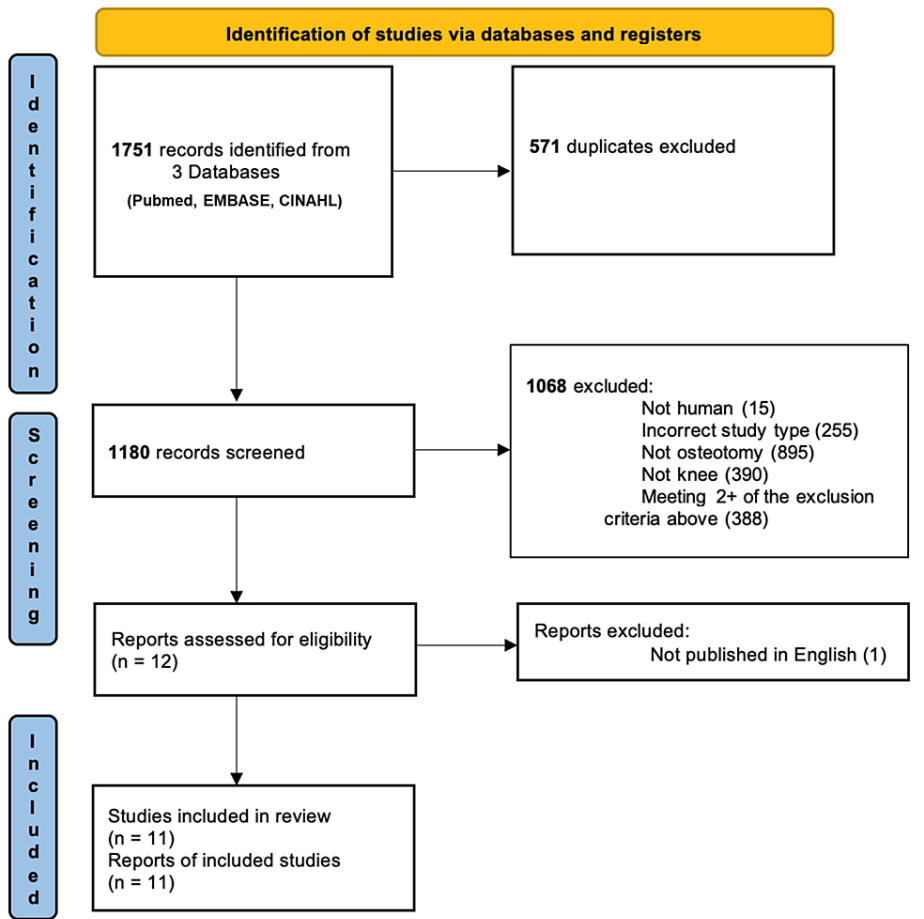 Identification of studies via databases and registers
Identification
1751 records identified from
3 Databases
(Pubmed, EMBASE, CINAHL)
571 duplicates excluded
Screening
1180 records screened
1068 excluded:
Not human (15)
Incorrect study type (255)
Not osteotomy (895)
Not knee (390)
Meeting 2+ of the exclusion
criteria above (388)
Reports assessed for eligibility
(n = 12)
Reports excluded:
Not published in English (1)
Included
Studies included in review
(n = 11)
Reports of included studies
(n = 11)